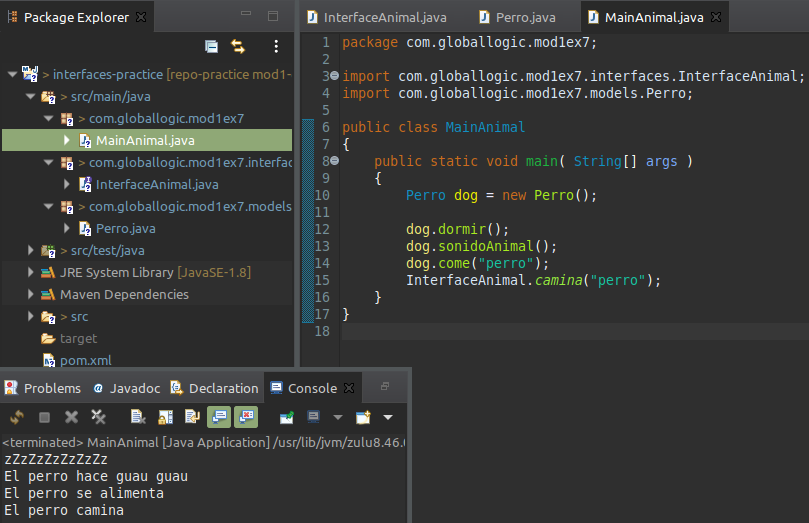 Package Explorer
> interfaces-practice [repo-practice mod1-
> src/main/java
> com.globallogic.mod1ex7
MainAnimal.java
> com.globallogic.mod1ex7.interfac
InterfaceAnimal.java
> com.globallogic.mod1ex7.models
Perro.java
> src/test/java
JRE System Library [JavaSE-1.8]
Maven Dependencies
> src
target
pom.xml
InterfaceAnimal.java Perro.java MainAnimal.java
1 package com.globallogic.mod1ex7;
2
3 import com.globallogic.mod1ex7.interfaces.InterfaceAnimal;
4 import com.globallogic.mod1ex7.models.Perro;
5
6 public class MainAnimal
7 {
8 public static void main( String[] args )
9 {
10 Perro dog = new Perro();
11
12 dog.dormir();
13 dog.sonidoAnimal();
14 dog.come("perro");
15 InterfaceAnimal.camina("perro");
16 }
17 }
18
Problems Javadoc Declaration Console
<terminated> MainAnimal [Java Application] /usr/lib/jvm/zulu8.46.0
zZzZzZzZzZzZz
El perro hace guau guau
El perro se alimenta
El perro camina